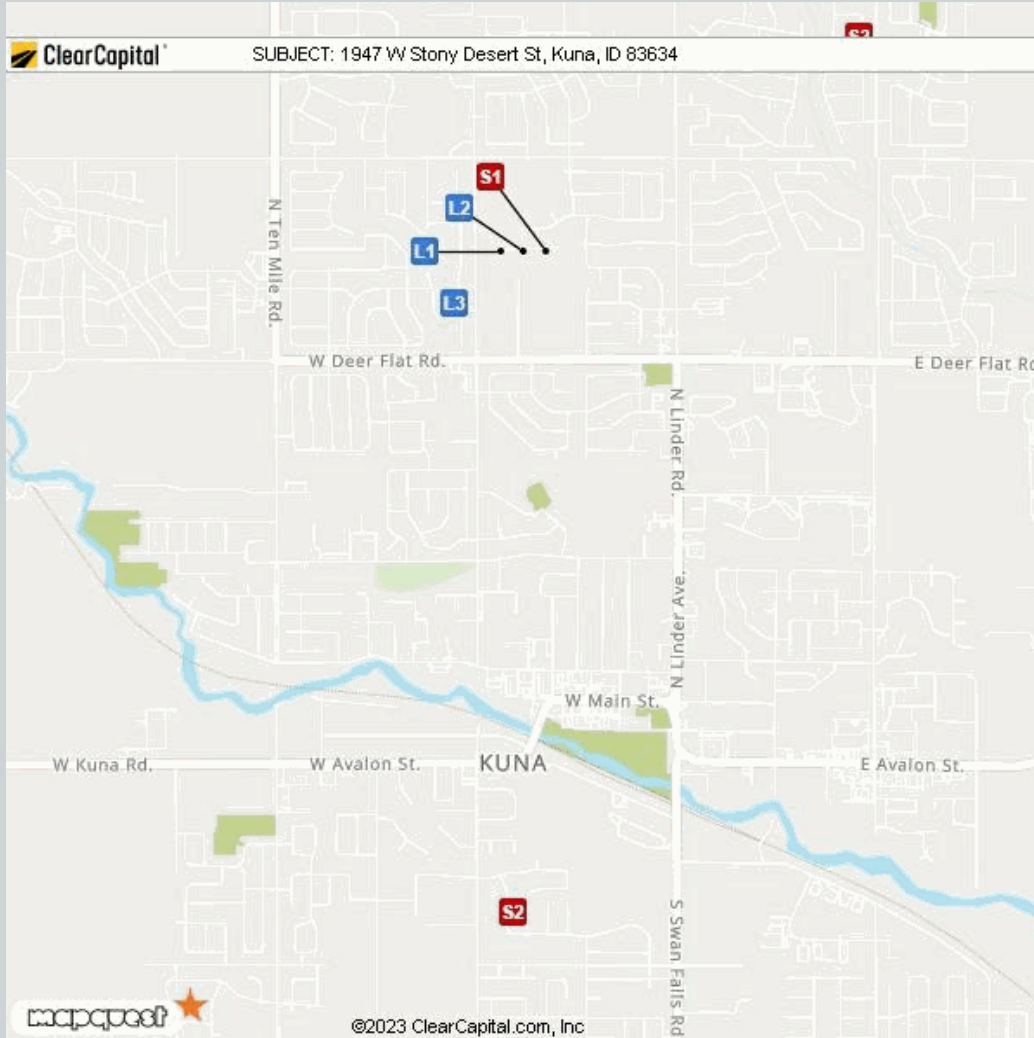 ClearCapital
SUBJECT: 1947 W Stony Desert St, Kuna, ID 83634
S1
L2
L1
L3
N Ten Mile Rd.
W Deer Flat Rd.
E Deer Flat Rd
N Linder Rd.
N Linder Ave.
W Main St.
W Kuna Rd.
W Avalon St.
KUNA
E Avalon St.
S2
S Swan Falls Rd
mapquest
©2023 ClearCapital.com, Inc